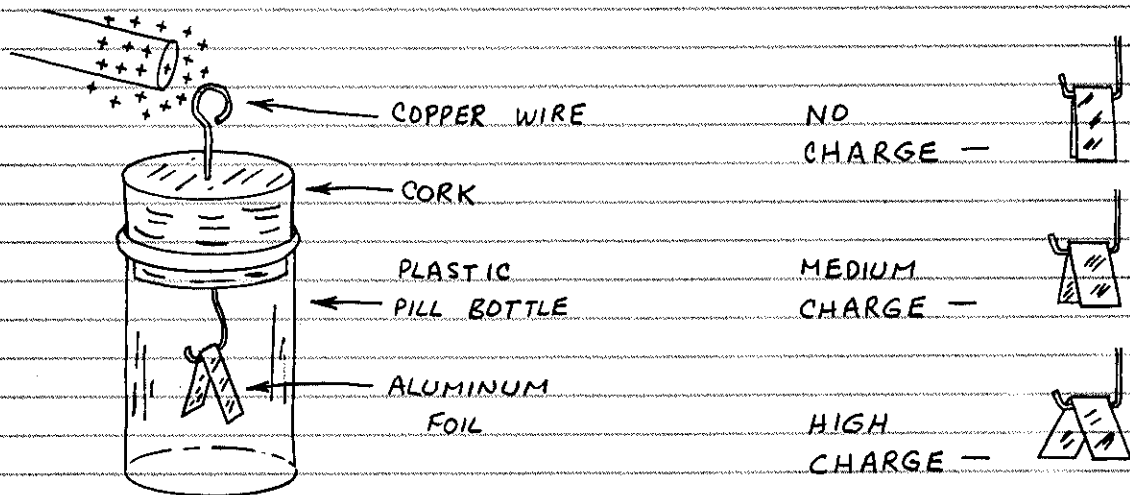 COPPER WIRE
CORK
PLASTIC
PILL BOTTLE
ALUMINUM
FOIL
NO
CHARGE —
MEDIUM
CHARGE —
HIGH
CHARGE —